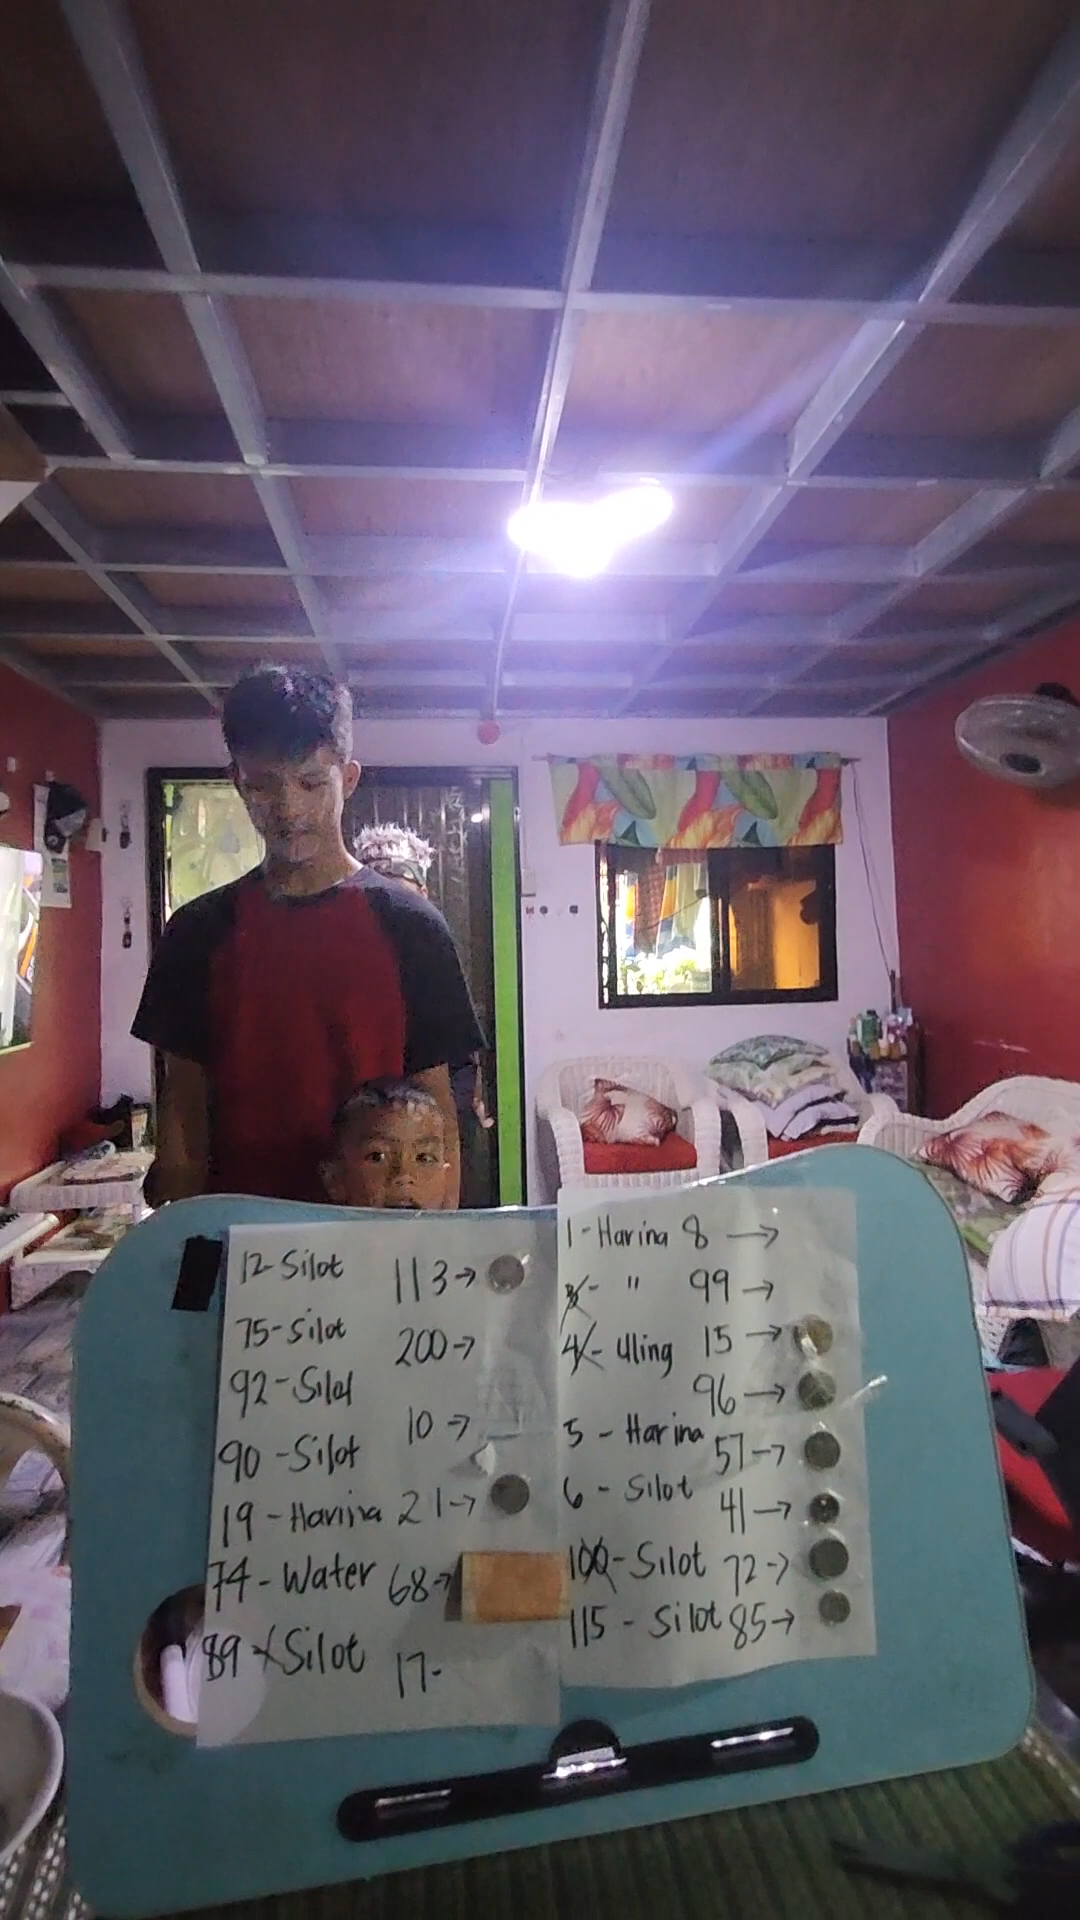 12-Silot 113→
75-Silot 200→
92-Silot
10→
90-Silot
19-Harina 21→
74-Water 68→
89-Silot 17-
1-Harina 8→
3-" 99→
4-Uling 15→
96→
5-Harina 57→
6-Silot 41→
100-Silot 72→
115-Silot 85→